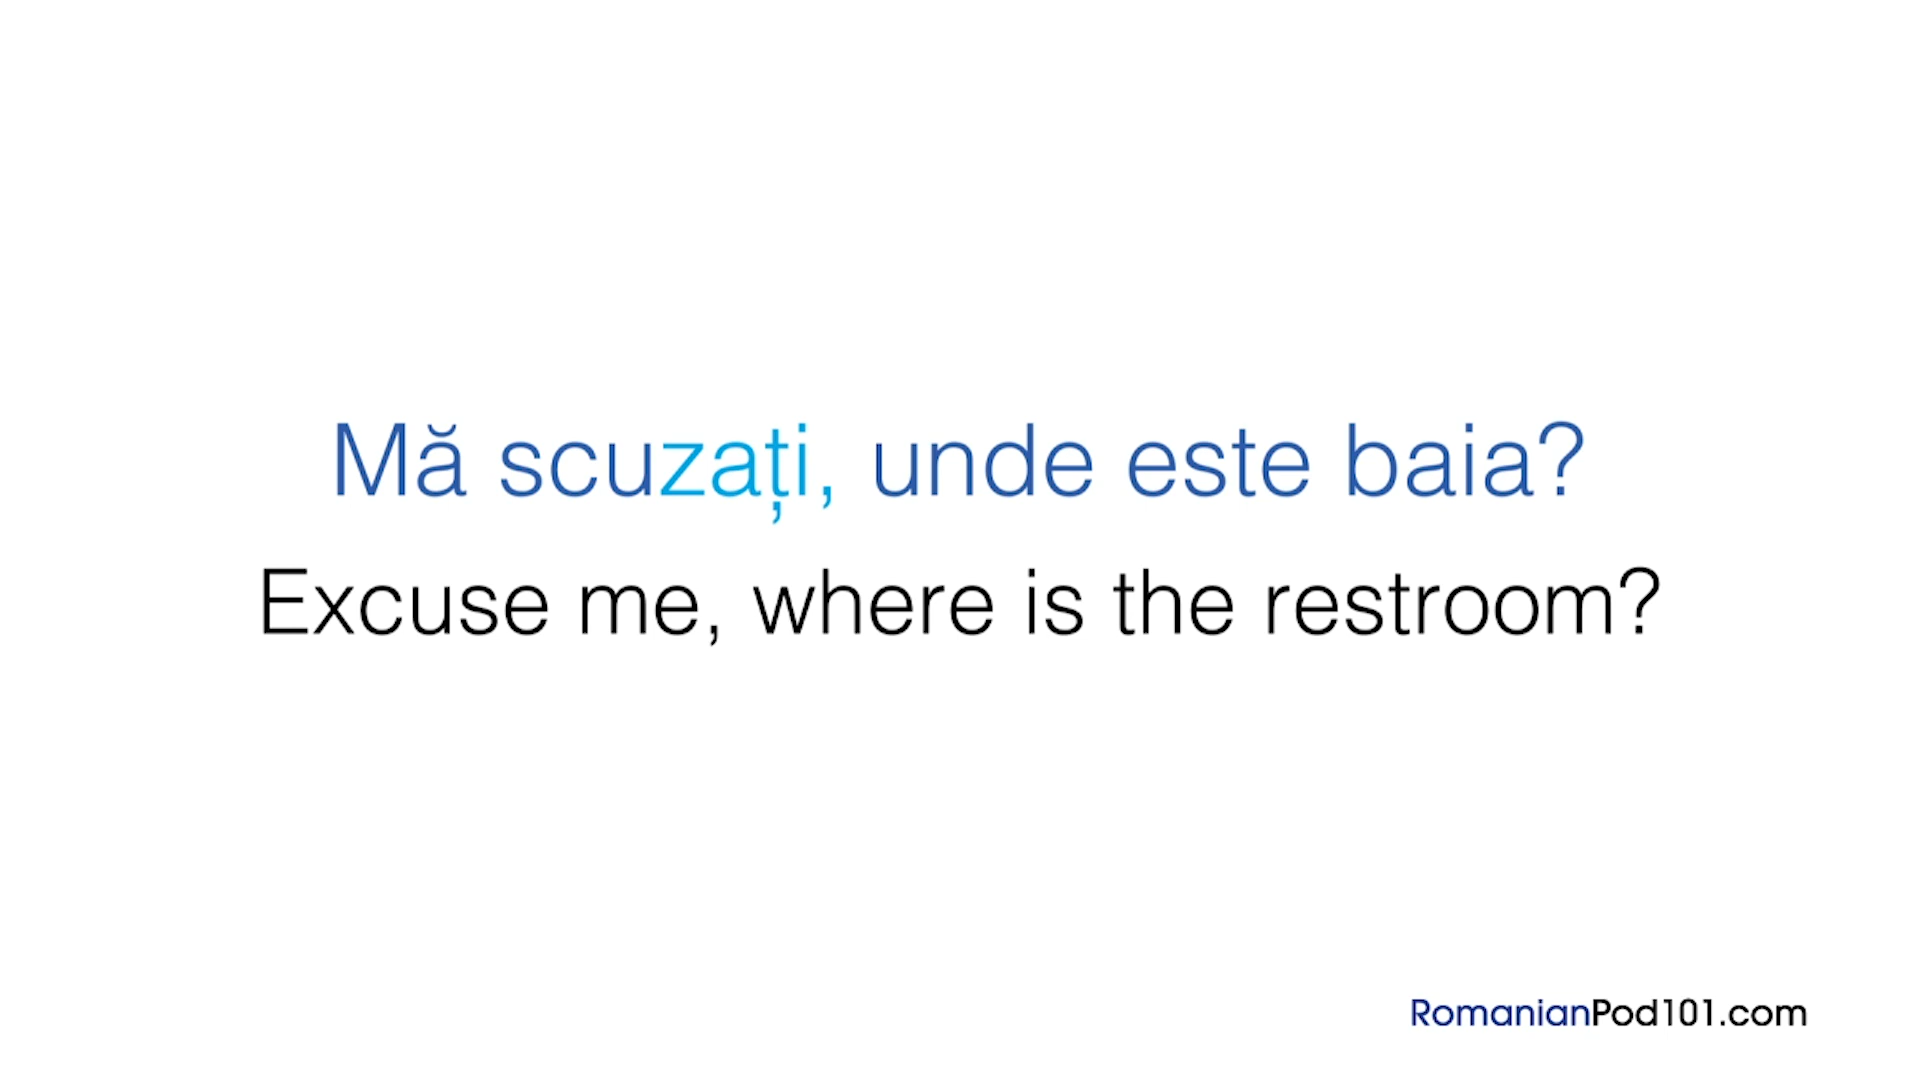 Mă scuzați, unde este baia?
Excuse me, where is the restroom?
RomanianPod101.com